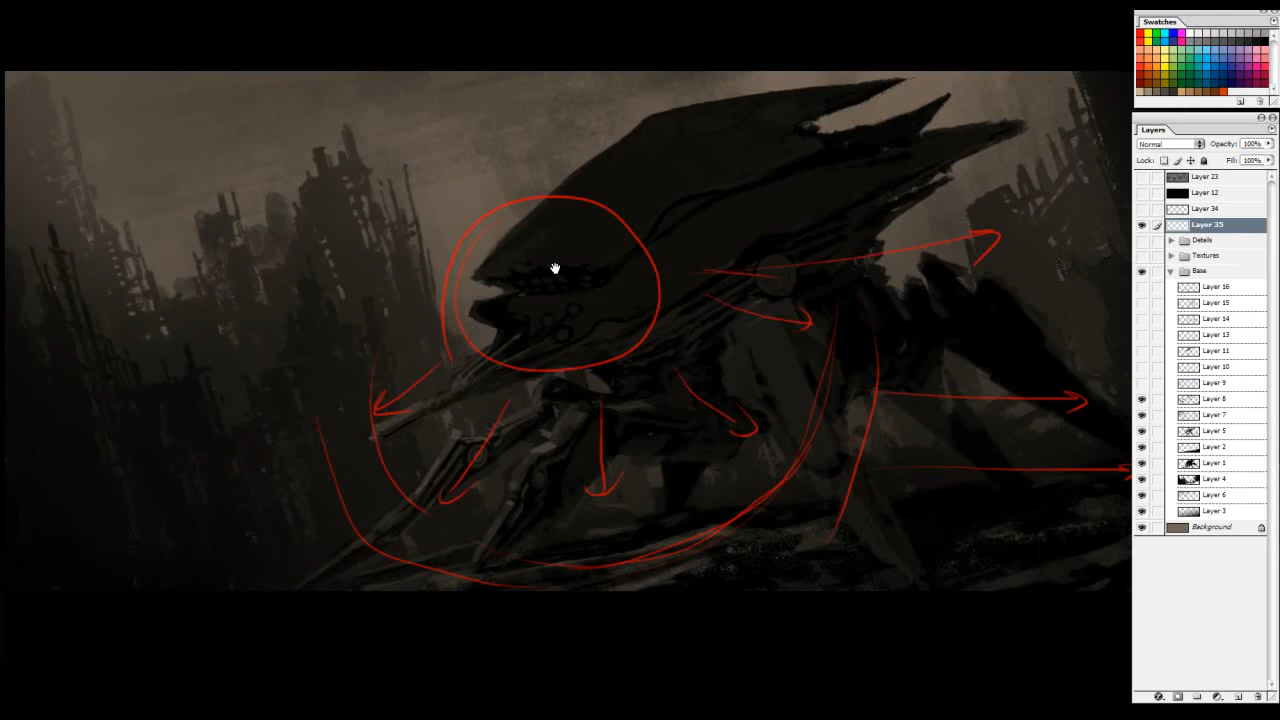 Swatches
Layers
Normal
Opacity: 100%
Lock:
Fill: 100%
Layer 23
Layer 12
Layer 34
Layer 35
Details
Textures
Base
Layer 16
Layer 15
Layer 14
Layer 13
Layer 11
Layer 10
Layer 9
Layer 8
Layer 7
Layer 5
Layer 2
Layer 1
Layer 4
Layer 6
Layer 3
Background